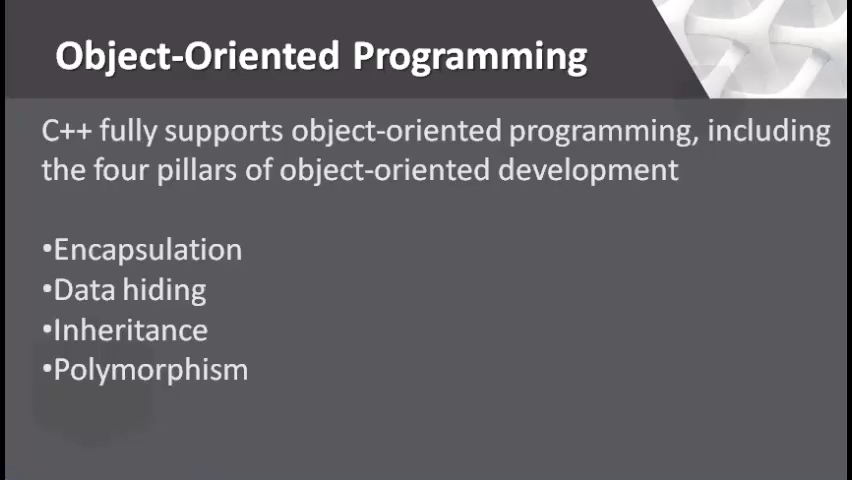 Object-Oriented Programming
C++ fully supports object-oriented programming, including
the four pillars of object-oriented development
•Encapsulation
•Data hiding
•Inheritance
•Polymorphism